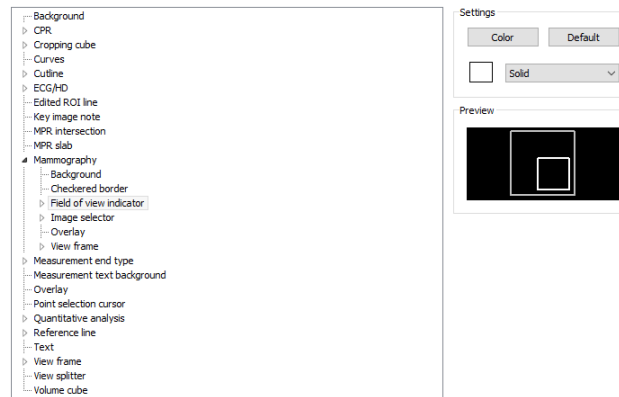 Background
CPR
Cropping cube
Curves
Cutline
ECG/HD
Edited ROI line
Key image note
MPR intersection
MPR slab
Mammography
Background
Checkered border
Field of view indicator
Image selector
Overlay
View frame
Measurement end type
Measurement text background
Overlay
Point selection cursor
Quantitative analysis
Reference line
Text
View frame
View splitter
Volume cube
Settings
Color Default
Solid
Preview